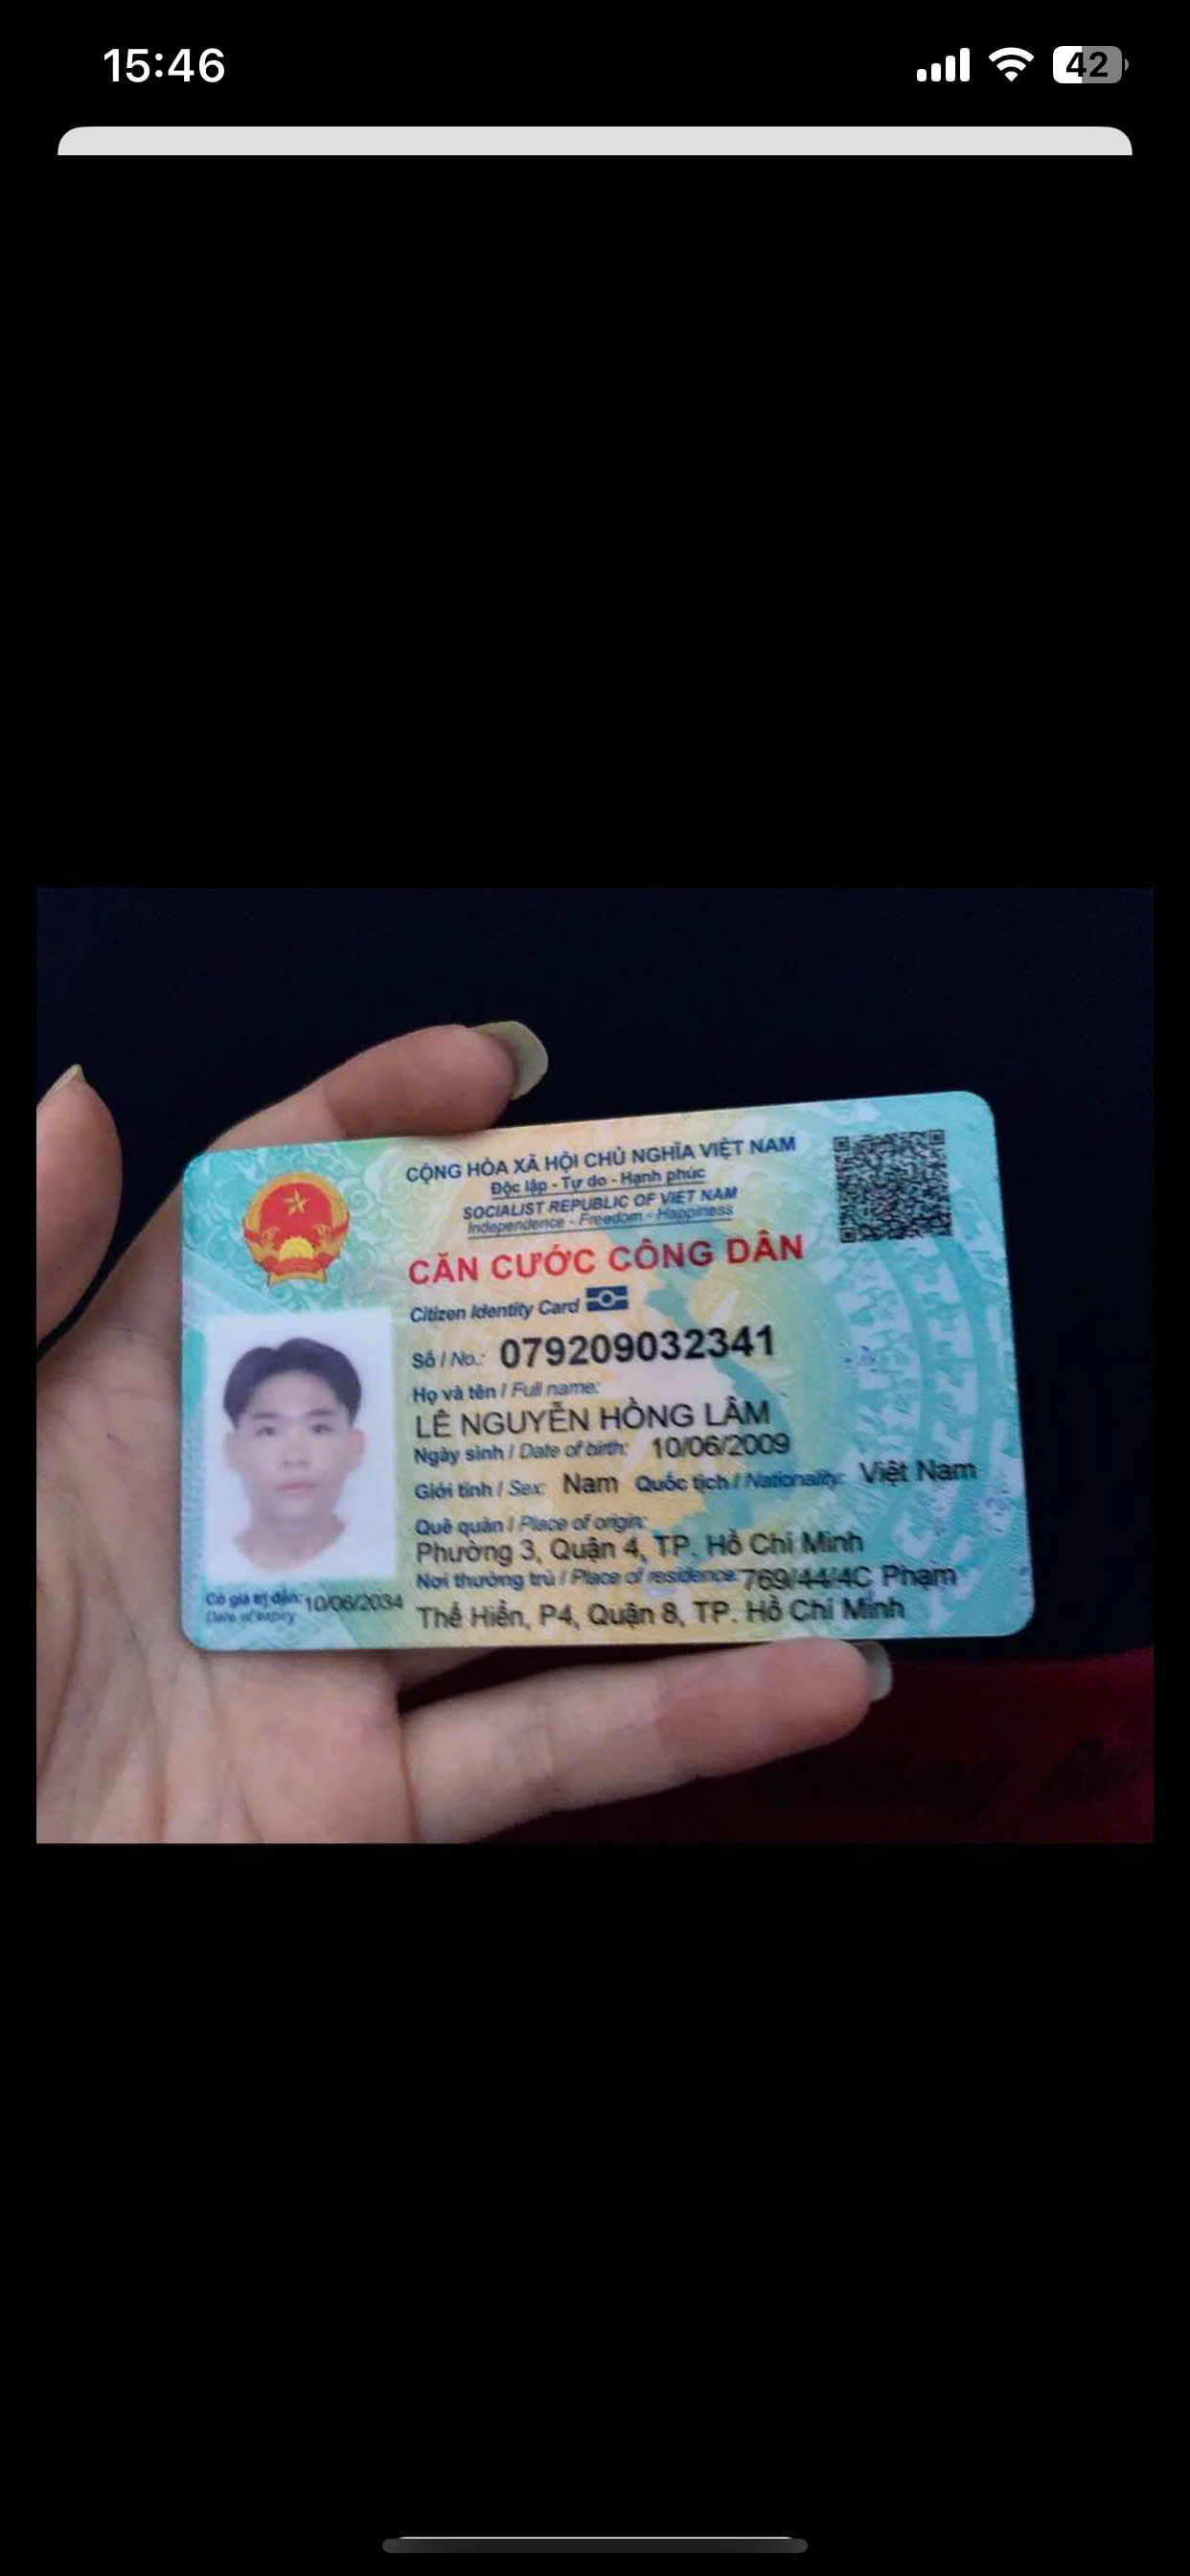 15:46
42
CỘNG HÒA XÃ HỘI CHỦ NGHĨA VIỆT NAM
Độc lập - Tự do - Hạnh phúc
SOCIALIST REPUBLIC OF VIET NAM
Independence - Freedom - Happiness
CĂN CƯỚC CÔNG DÂN
Citizen Identity Card
Số / No.: 079209032341
Họ và tên / Full name:
LÊ NGUYỄN HỒNG LÂM
Ngày sinh / Date of birth: 10/06/2009
Giới tính / Sex: Nam Quốc tịch / Nationality: Việt Nam
Quê quán / Place of origin:
Phường 3, Quận 4, TP. Hồ Chí Minh
Nơi thường trú / Place of residence: 769/44/4C Phạm
Thế Hiển, P4, Quận 8, TP. Hồ Chí Minh
Có giá trị đến: 10/06/2034
Date of expiry